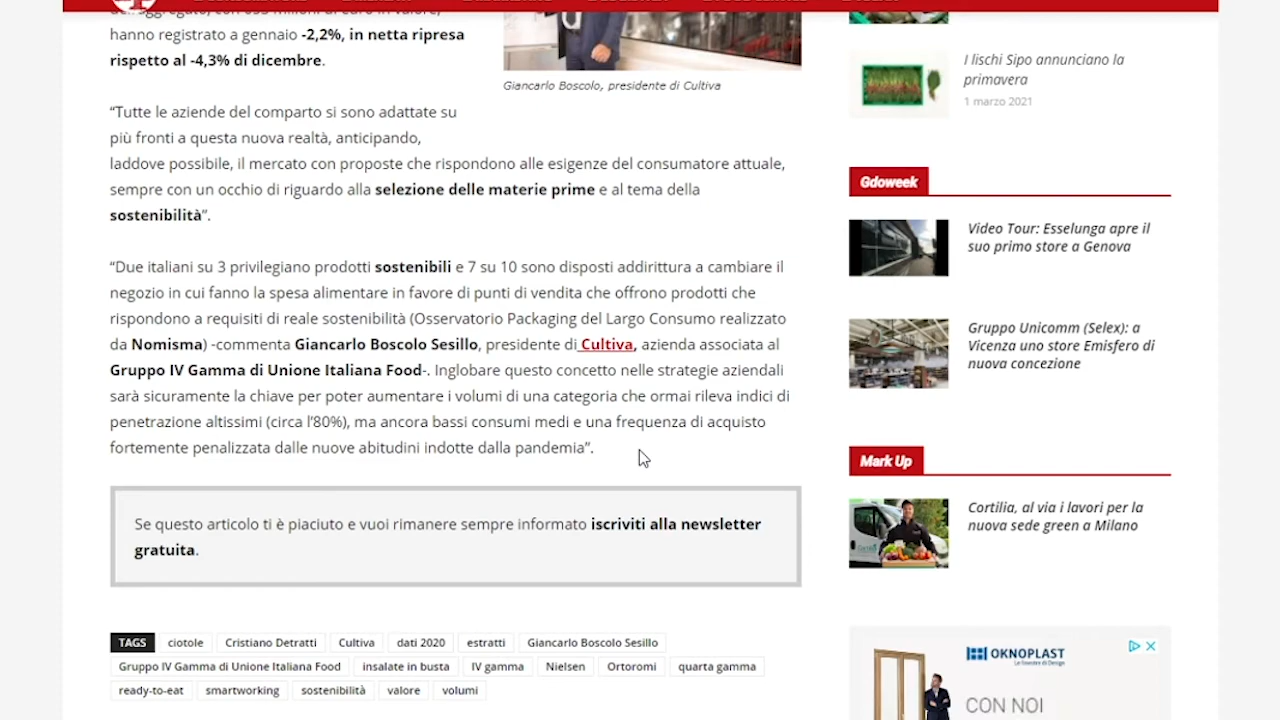 hanno registrato a gennaio -2,2%, in netta ripresa
rispetto al -4,3% di dicembre.
Giancarlo Boscolo, presidente di Cultiva
“Tutte le aziende del comparto si sono adattate su
più fronti a questa nuova realtà, anticipando,
laddove possibile, il mercato con proposte che rispondono alle esigenze del consumatore attuale,
sempre con un occhio di riguardo alla selezione delle materie prime e al tema della
sostenibilità”.
“Due italiani su 3 privilegiano prodotti sostenibili e 7 su 10 sono disposti addirittura a cambiare il
negozio in cui fanno la spesa alimentare in favore di punti di vendita che offrono prodotti che
rispondono a requisiti di reale sostenibilità (Osservatorio Packaging del Largo Consumo realizzato
da Nomisma) -commenta Giancarlo Boscolo Sesillo, presidente di Cultiva, azienda associata al
Gruppo IV Gamma di Unione Italiana Food-. Inglobare questo concetto nelle strategie aziendali
sarà sicuramente la chiave per poter aumentare i volumi di una categoria che ormai rileva indici di
penetrazione altissimi (circa l’80%), ma ancora bassi consumi medi e una frequenza di acquisto
fortemente penalizzata dalle nuove abitudini indotte dalla pandemia”.
Se questo articolo ti è piaciuto e vuoi rimanere sempre informato iscriviti alla newsletter
gratuita.
TAGS ciotole Cristiano Detratti Cultiva dati 2020 estratti Giancarlo Boscolo Sesillo
Gruppo IV Gamma di Unione Italiana Food insalate in busta IV gamma Nielsen Ortoromi quarta gamma
ready-to-eat smartworking sostenibilità valore volumi
I lischi Sipo annunciano la
primavera
1 marzo 2021
Gdoweek
Video Tour: Esselunga apre il
suo primo store a Genova
Gruppo Unicomm (Selex): a
Vicenza uno store Emisfero di
nuova concezione
Mark Up
Cortilia, al via i lavori per la
nuova sede green a Milano
OKNOPLAST
Le finestre di Design
CON NOI